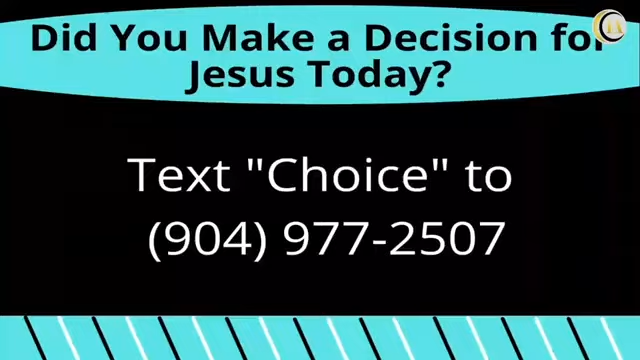 Did You Make a Decision for
Jesus Today?
Text "Choice" to
(904) 977-2507